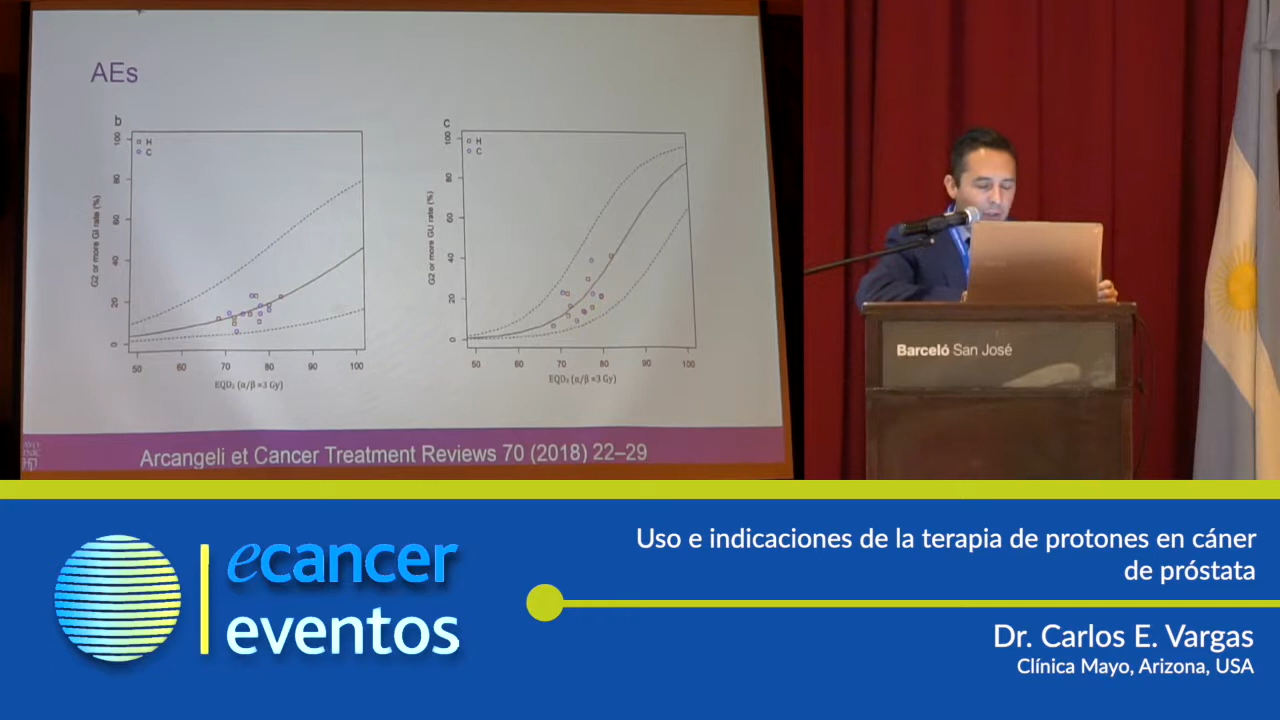 AEs
b
H
C
G2 or more GI rate (%)
0 20 40 60 80 100
50 60 70 80 90 100
EQD₂ (α/β =3 Gy)
c
H
C
G2 or more GU rate (%)
0 20 40 60 80 100
50 60 70 80 90 100
EQD₂ (α/β =3 Gy)
Arcangeli et Cancer Treatment Reviews 70 (2018) 22–29
Barceló San José
ecancer
eventos
Uso e indicaciones de la terapia de protones en cáner
de próstata
Dr. Carlos E. Vargas
Clínica Mayo, Arizona, USA